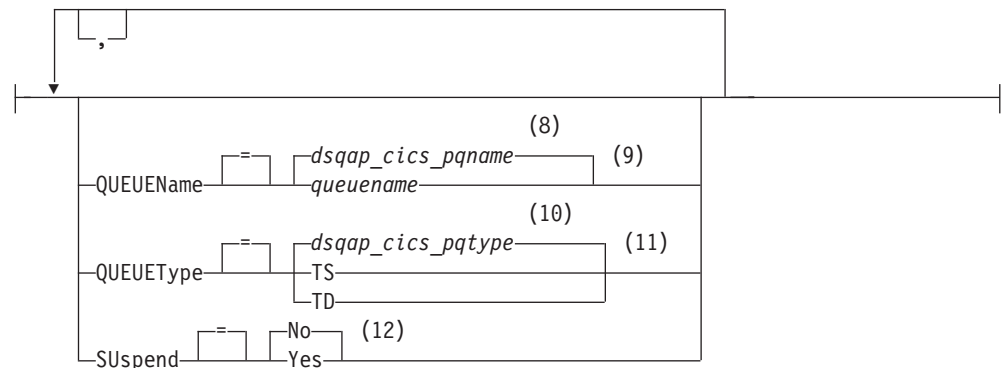 ,
(8)
= dsqap_cics_pqname (9)
QUEUEName queuename
(10)
= dsqap_cics_pqtype (11)
QUEUEType TS
TD
= No (12)
SUspend Yes